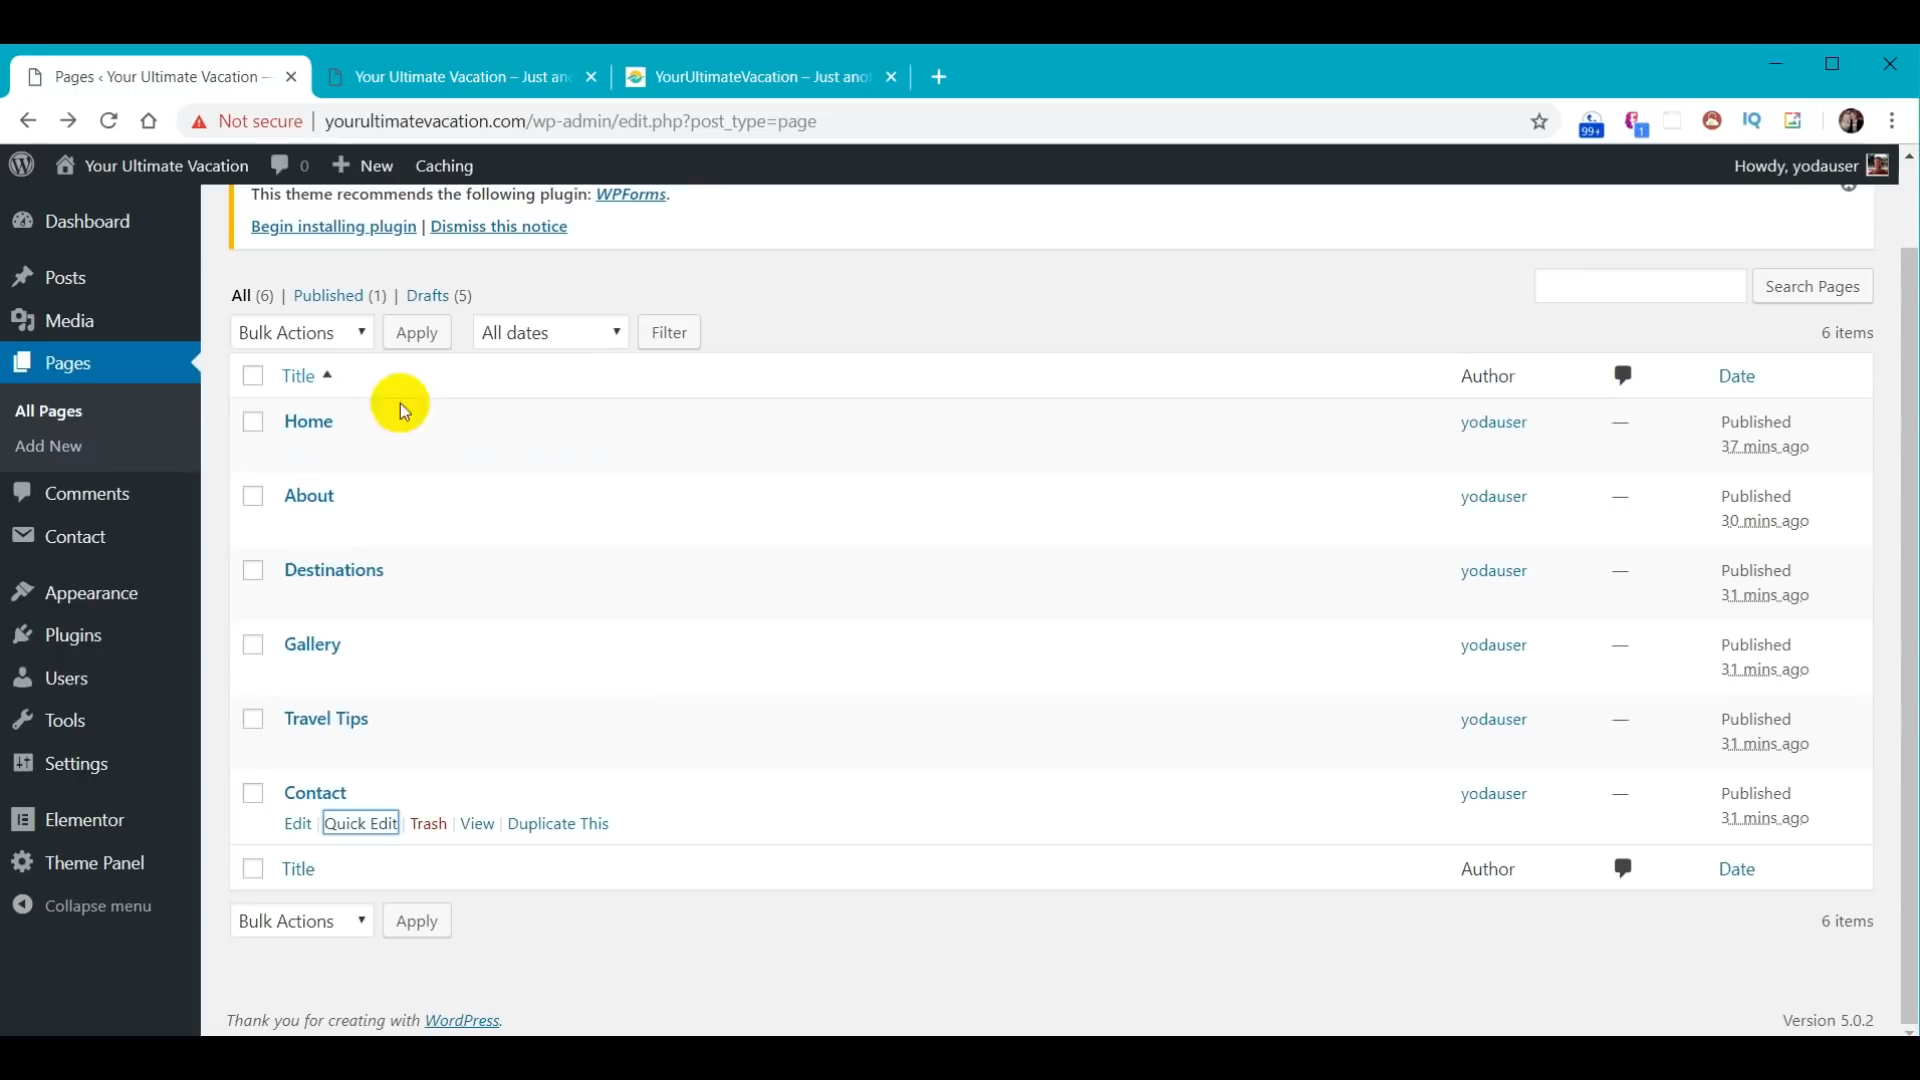 Pages ‹ Your Ultimate Vacation —
Your Ultimate Vacation – Just an
YourUltimateVacation – Just ano
Not secure | yourultimatevacation.com/wp-admin/edit.php?post_type=page
99+
1
IQ
Your Ultimate Vacation
0
New
Caching
Howdy, yodauser
Dashboard
Posts
Media
Pages
All Pages
Add New
Comments
Contact
Appearance
Plugins
Users
Tools
Settings
Elementor
Theme Panel
Collapse menu
This theme recommends the following plugin: WPForms.
Begin installing plugin | Dismiss this notice
All (6) | Published (1) | Drafts (5)
Search Pages
Bulk Actions
Apply
All dates
Filter
6 items
Title
Author
Date
Home
yodauser
—
Published
37 mins ago
About
yodauser
—
Published
30 mins ago
Destinations
yodauser
—
Published
31 mins ago
Gallery
yodauser
—
Published
31 mins ago
Travel Tips
yodauser
—
Published
31 mins ago
Contact
yodauser
—
Published
31 mins ago
Edit | Quick Edit | Trash | View | Duplicate This
Title
Author
Date
Bulk Actions
Apply
6 items
Thank you for creating with WordPress.
Version 5.0.2